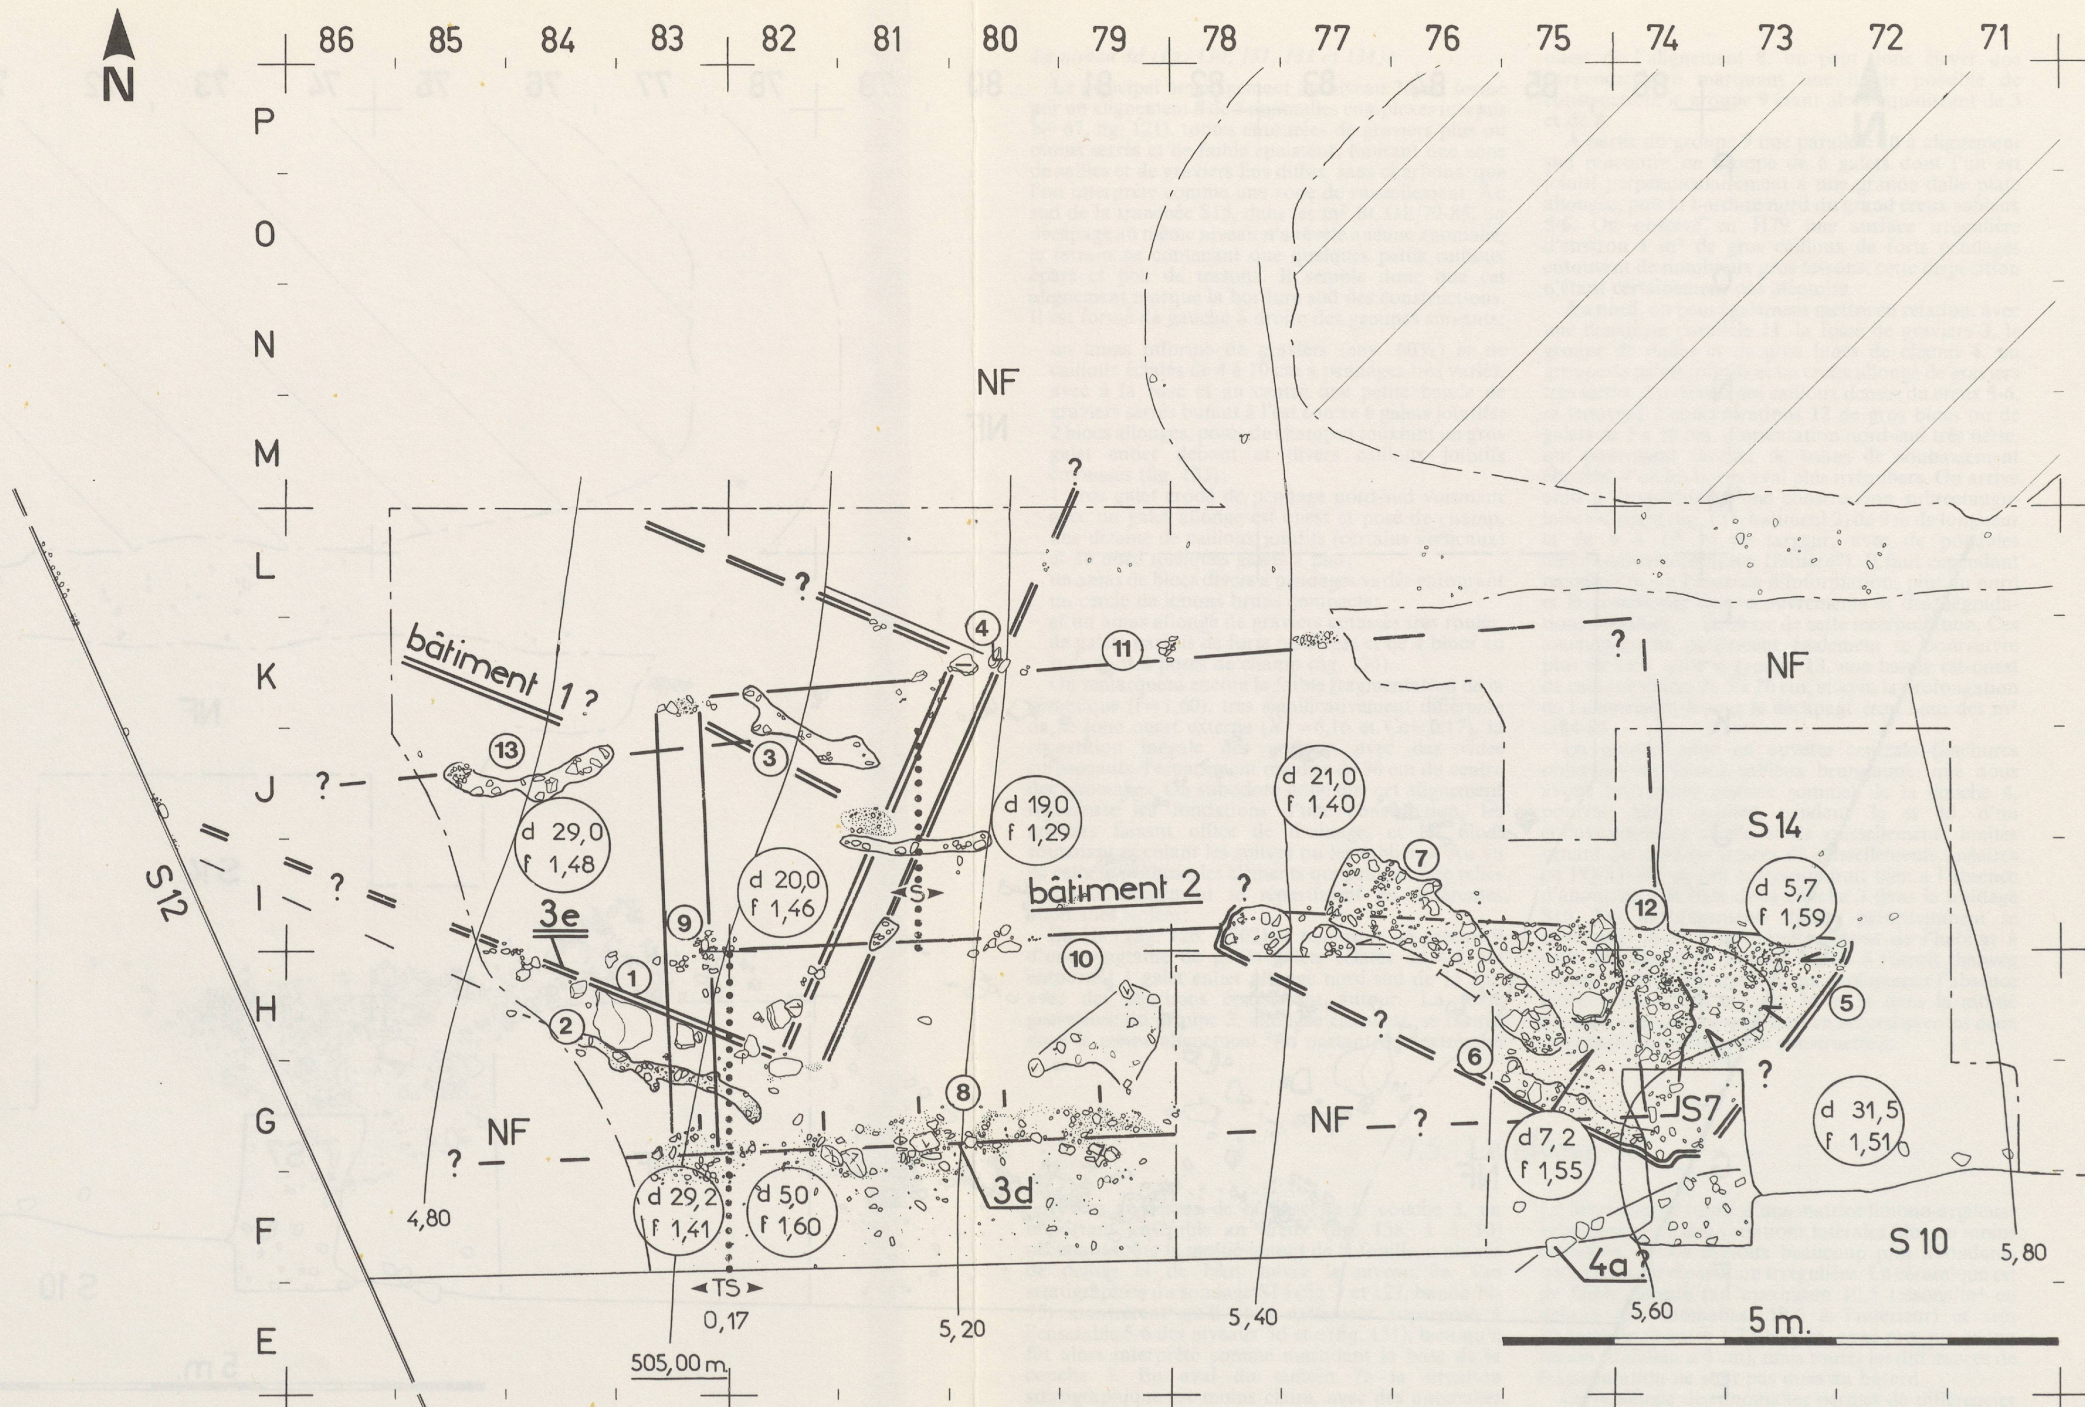 86 85 84 83 82 81 80 79 78 77 76 75 74 73 72 71
N
P
O
N
NF
M
?
L
?
4
bâtiment 1?
11
?
K
NF
13
3
?
J
d 29,0
f 1,48
d 19,0
f 1,29
d 21,0
f 1,40
S14
7
S12
?
I
d 20,0
f 1,46
S
bâtiment 2
?
d 5,7
f 1,59
12
3e
9
1
10
H
2
?
5
6
?
8
G
NF
NF
?
S7
d 31,5
f 1,51
?
d 7,2
f 1,55
d 29,2
f 1,41
d 5,0
f 1,60
3d
4,80
F
S10
5,80
4a?
TS
0,17
5,20
5,40
5,60
5 m.
E
505,00 m.